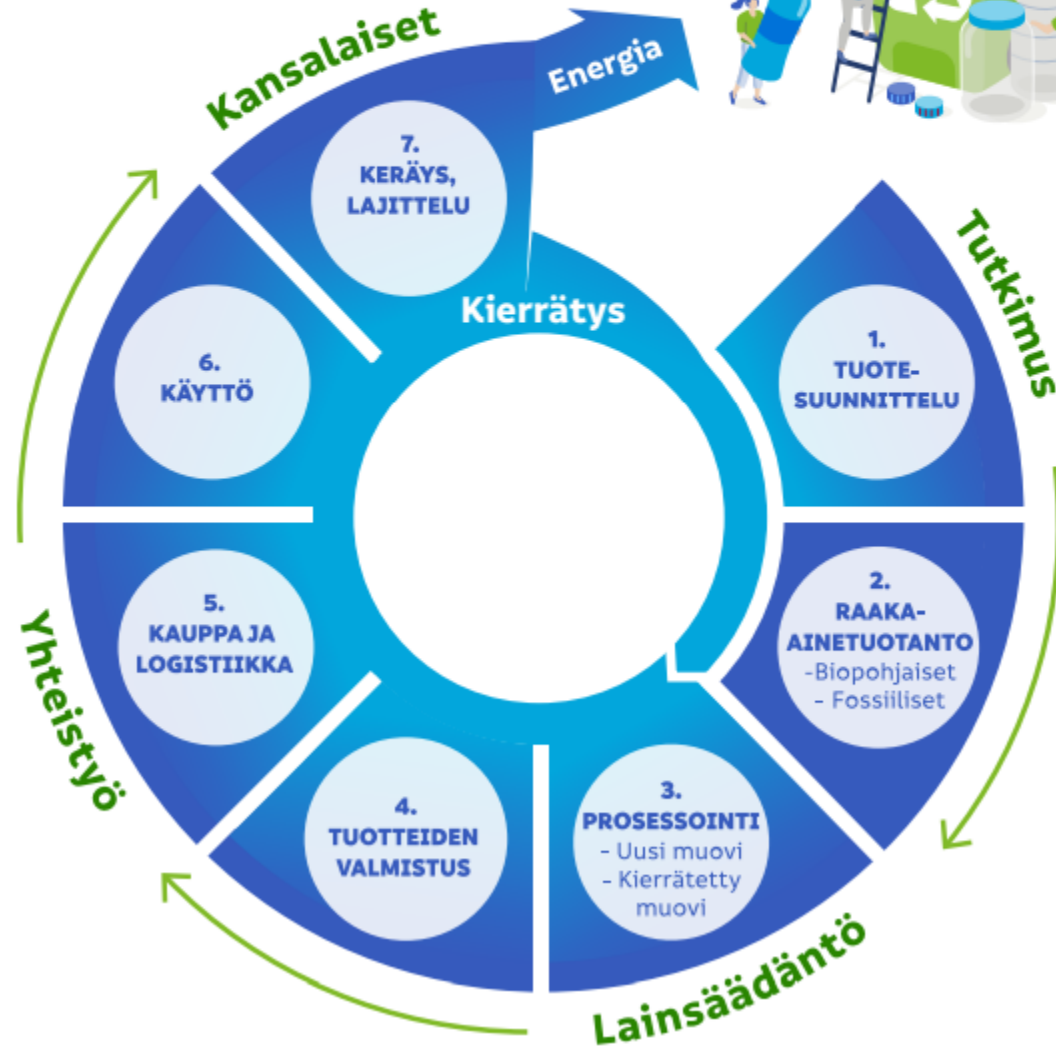 Kansalaiset
Energia
7.
KERÄYS,
LAJITTELU
Kierrätys
Tutkimus
1.
TUOTE-
SUUNNITTELU
6.
KÄYTTÖ
2.
RAAKA-
AINETUOTANTO
-Biopohjaiset
- Fossiiliset
5.
KAUPPA JA
LOGISTIIKKA
Yhteistyö
4.
TUOTTEIDEN
VALMISTUS
3.
PROSESSOINTI
- Uusi muovi
- Kierrätetty
muovi
Lainsäädäntö